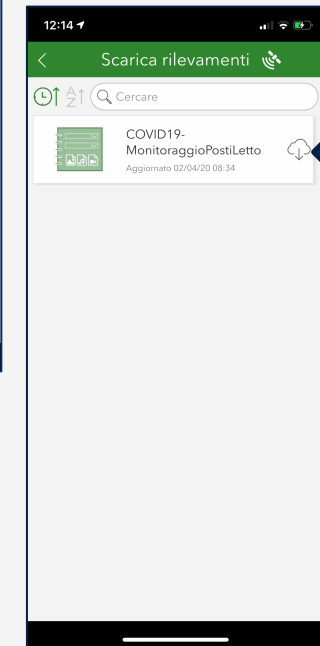 12:14
Scarica rilevamenti
A
Z
Cercare
COVID19-
MonitoraggioPostiLetto
Aggiornato 02/04/20 08:34